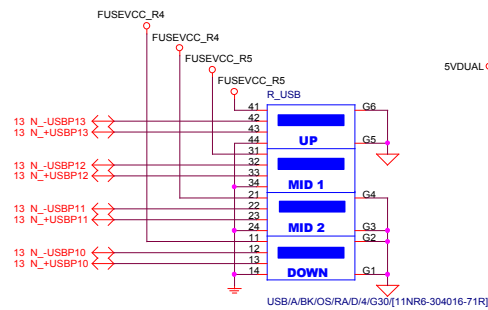 FUSEVCC_R4
FUSEVCC_R4
FUSEVCC_R5
FUSEVCC_R5
5VDUAL
R_USB
41
G6
13 N_-USBP13
42
13 N_+USBP13
43
44
UP
G5
31
13 N_-USBP12
32
13 N_+USBP12
33
34
MID 1
21
G4
13 N_-USBP11
22
13 N_+USBP11
23
24
MID 2
G3
11
G2
13 N_-USBP10
12
13 N_+USBP10
13
14
DOWN
G1
USB/A/BK/OS/RA/D/4/G30/[11NR6-304016-71R]